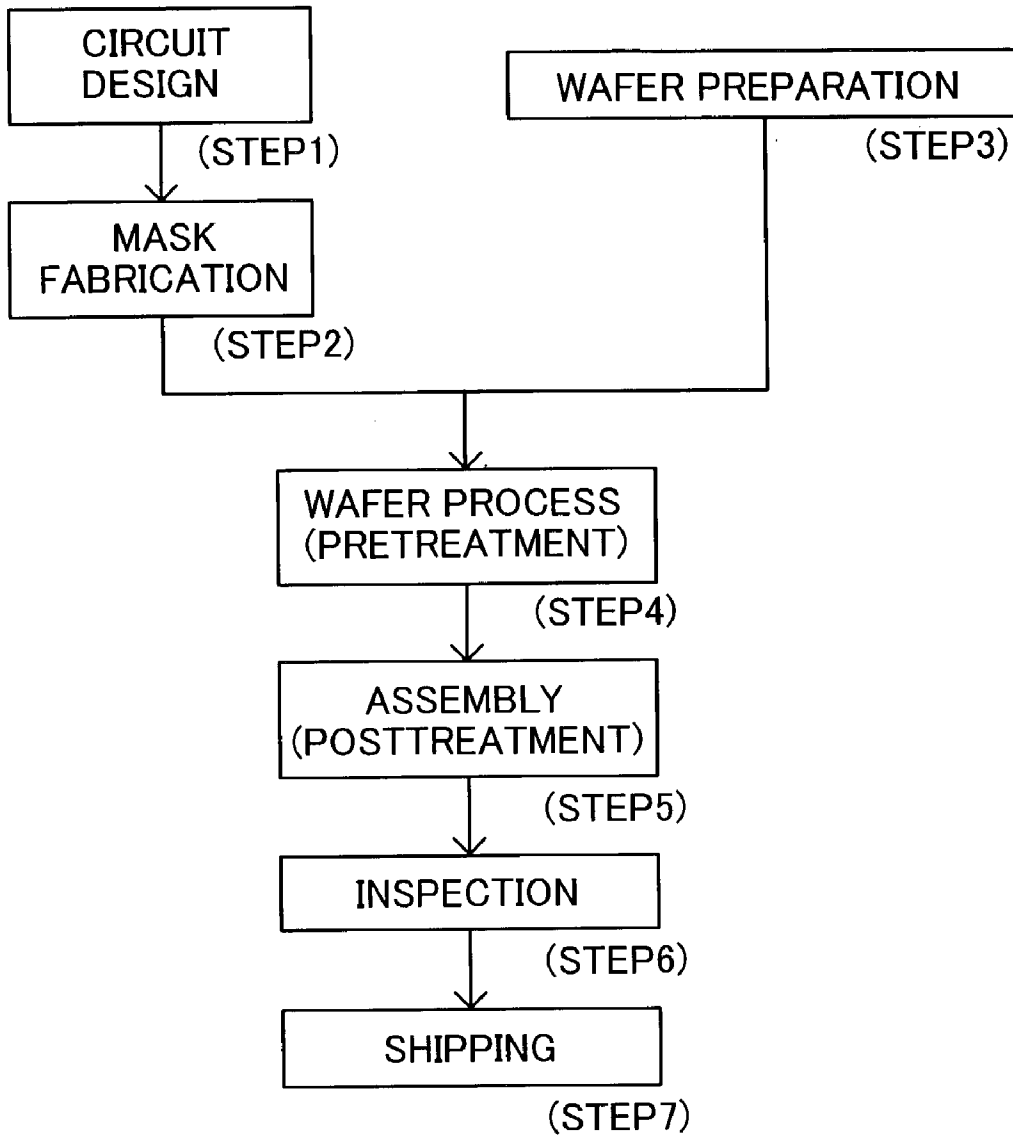 CIRCUIT
DESIGN
(STEP1)
WAFER PREPARATION
(STEP3)
MASK
FABRICATION
(STEP2)
WAFER PROCESS
(PRETREATMENT)
(STEP4)
ASSEMBLY
(POSTTREATMENT)
(STEP5)
INSPECTION
(STEP6)
SHIPPING
(STEP7)